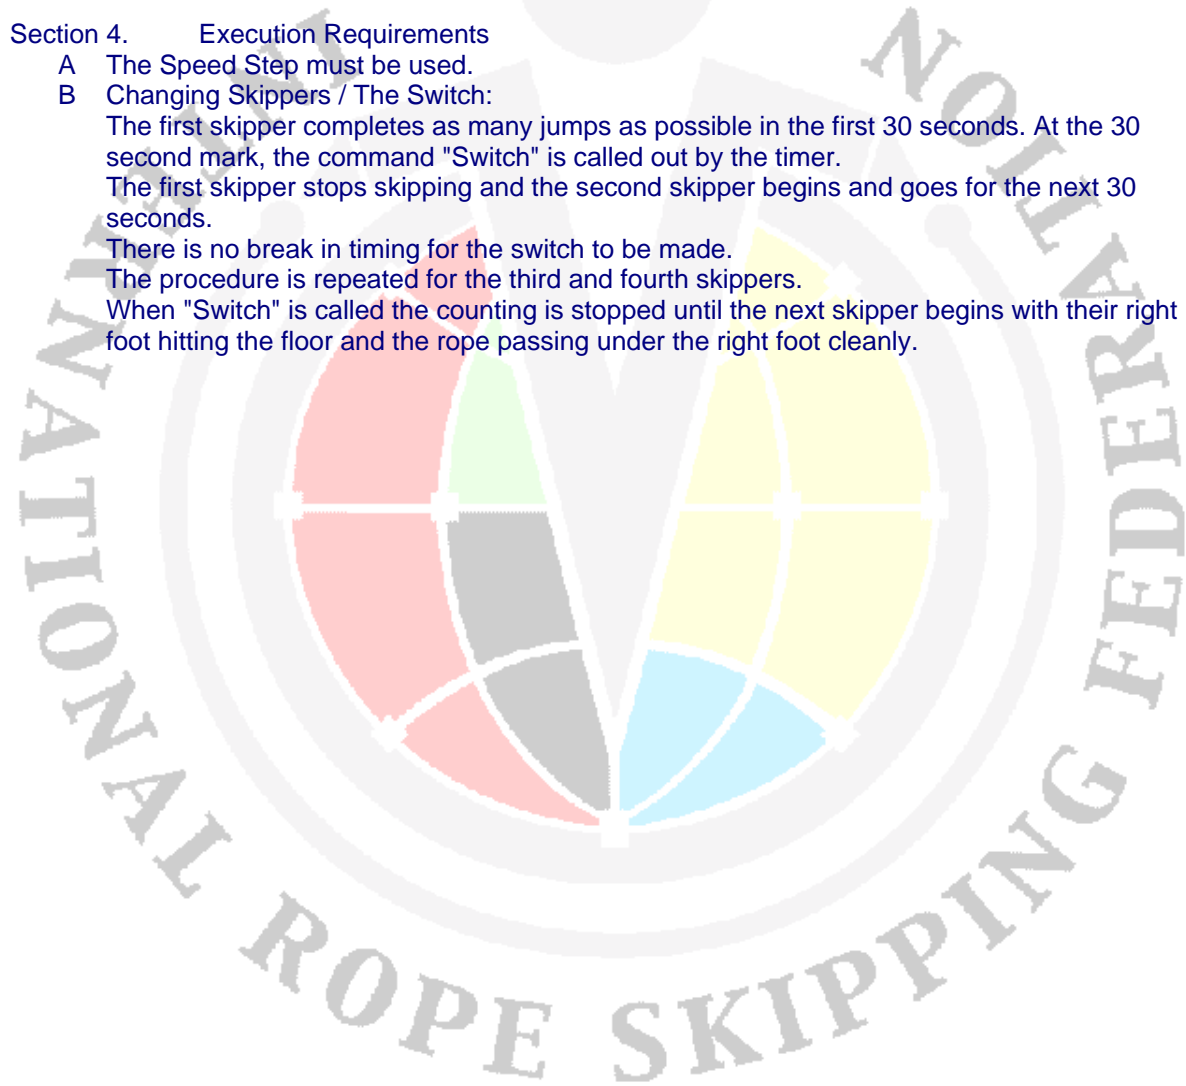 Section 4. Execution Requirements
A The Speed Step must be used.
B Changing Skippers / The Switch:
The first skipper completes as many jumps as possible in the first 30 seconds. At the 30
second mark, the command "Switch" is called out by the timer.
The first skipper stops skipping and the second skipper begins and goes for the next 30
seconds.
There is no break in timing for the switch to be made.
The procedure is repeated for the third and fourth skippers.
When "Switch" is called the counting is stopped until the next skipper begins with their right
foot hitting the floor and the rope passing under the right foot cleanly.
INTERNATIONAL ROPE SKIPPING FEDERATION